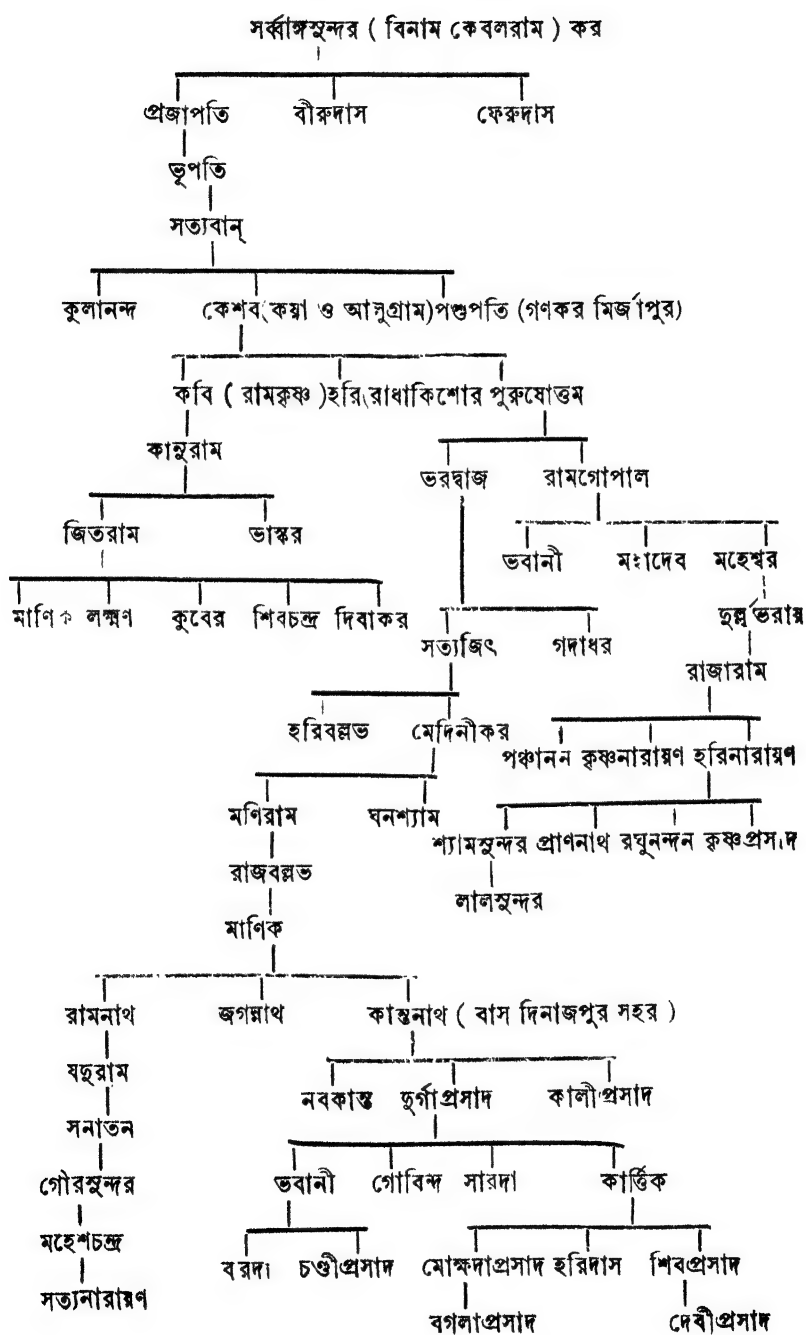 সর্ব্বাঙ্গসুন্দর ( বিনাম কেবলরাম ) কর
প্রজাপতি বীরুদাস ফেরুদাস
ভূপতি
সত্যবান্
কুলানন্দ কেশব(কয়া ও আলুগ্রাম)পশুপতি (গণকর মির্জাপুর)
কবি ( রামকৃষ্ণ )হরি রাধাকিশোর পুরুষোত্তম
কানুরাম ভরদ্বাজ রামগোপাল
জিতরাম ভাস্কর ভবানী মহাদেব মহেশ্বর
মাণিক লক্ষ্মণ কুবের শিবচন্দ্র দিবাকর দুর্ল্লভরায়
সত্যজিৎ গদাধর রাজারাম
হরিবল্লভ মেদিনীকর পঞ্চানন কৃষ্ণনারায়ণ হরিনারায়ণ
মণিরাম ঘনশ্যাম শ্যামসুন্দর প্রাণনাথ রঘুনন্দন কৃষ্ণপ্রসাদ
রাজবল্লভ লালসুন্দর
মাণিক
রামনাথ জগন্নাথ কান্তনাথ ( বাস দিনাজপুর সহর )
যদুরাম নবকান্ত দুর্গাপ্রসাদ কালীপ্রসাদ
সনাতন
গৌরসুন্দর ভবানী গোবিন্দ সারদা কার্ত্তিক
মহেশচন্দ্র বরদা চণ্ডীপ্রসাদ মোক্ষদাপ্রসাদ হরিদাস শিবপ্রসাদ
সত্যনারায়ণ বগলাপ্রসাদ দেবীপ্রসাদ